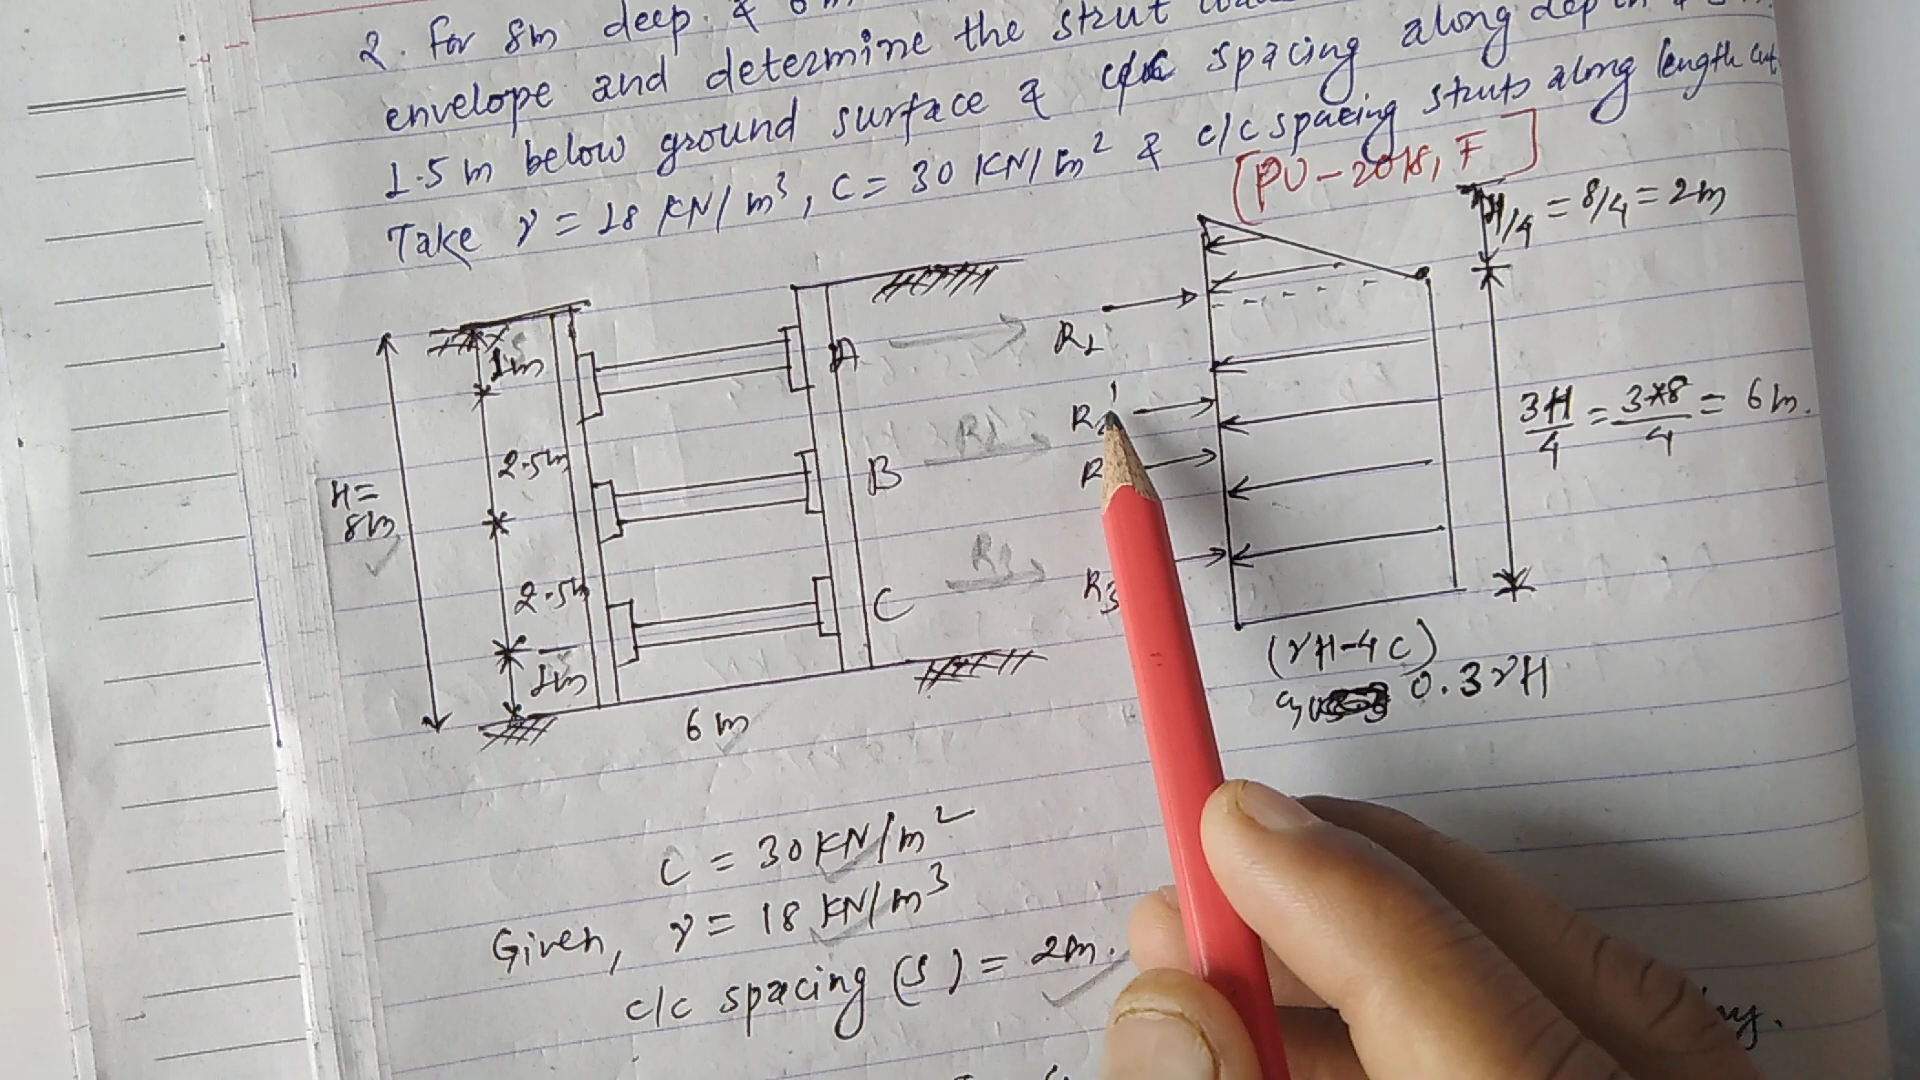 2. For 8m deep &
envelope and determine the strut
1.5m below ground surface & c/c spacing along depth
Take γ = 18 KN/m³, C = 30 KN/m² & c/c spacing struts along length cut
[PU-2018, F]
H/4 = 8/4 = 2m
1m
A
R1
2.5m
H=
8m
B
R2
3H/4 = 3*8/4 = 6m.
2.5m
C
R3
R3
1m
6m
(γH-4C)
0.3γH
C = 30 KN/m²
Given, γ = 18 KN/m³
c/c spacing (S) = 2m.